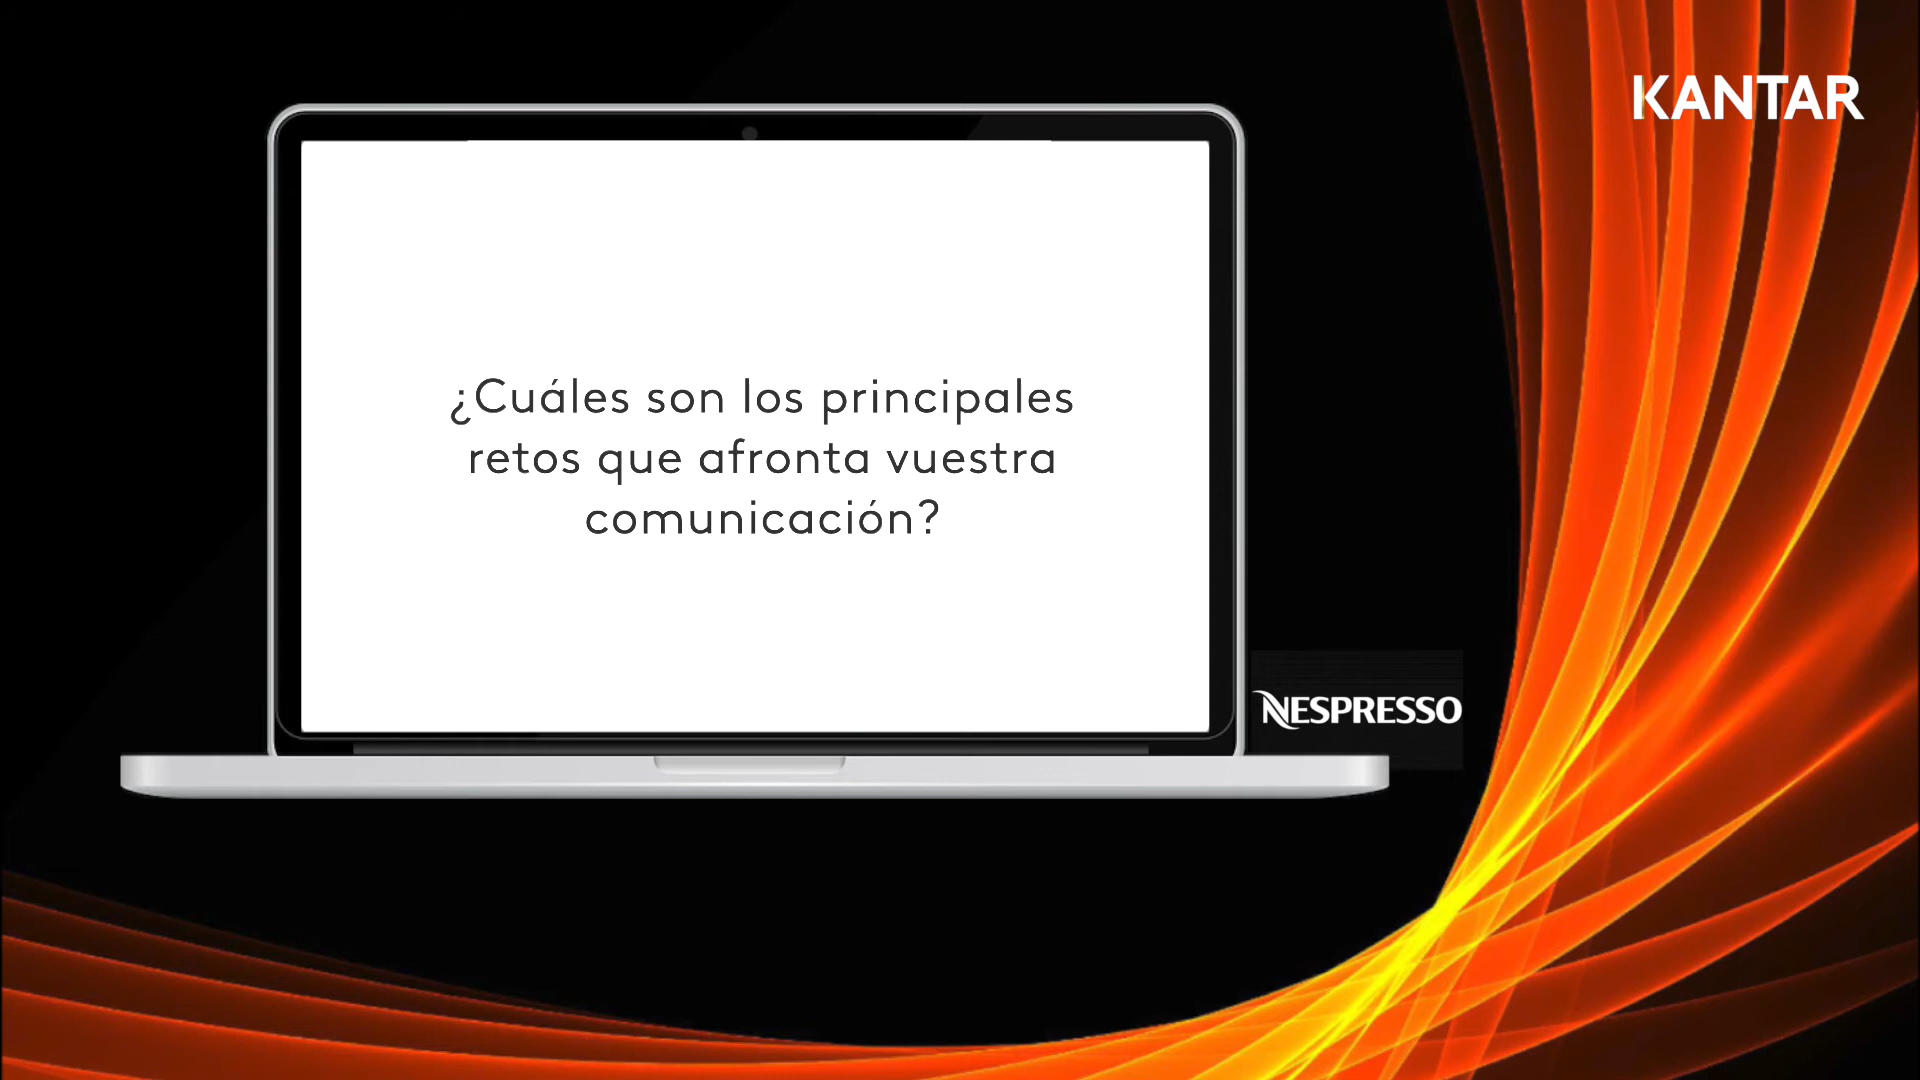 KANTAR
¿Cuáles son los principales
retos que afronta vuestra
comunicación?
NESPRESSO